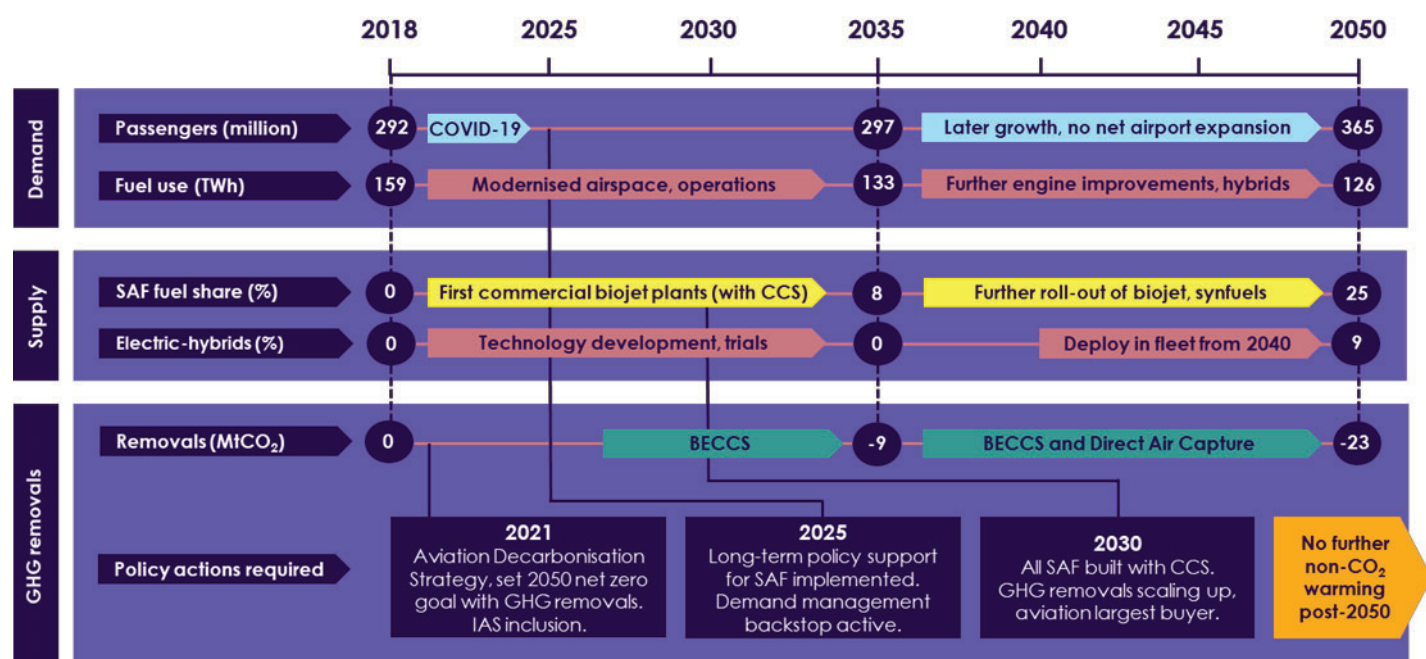 2018 2025 2030 2035 2040 2045 2050
Demand
Passengers (million) 292 COVID-19 297 Later growth, no net airport expansion 365
Fuel use (TWh) 159 Modernised airspace, operations 133 Further engine improvements, hybrids 126
Supply
SAF fuel share (%) 0 First commercial biojet plants (with CCS) 8 Further roll-out of biojet, synfuels 25
Electric-hybrids (%) 0 Technology development, trials 0 Deploy in fleet from 2040 9
GHG removals
Removals (MtCO₂) 0 BECCS -9 BECCS and Direct Air Capture -23
Policy actions required
2021
Aviation Decarbonisation
Strategy, set 2050 net zero
goal with GHG removals.
IAS inclusion.
2025
Long-term policy support
for SAF implemented.
Demand management
backstop active.
2030
All SAF built with CCS.
GHG removals scaling up,
aviation largest buyer.
No further
non-CO₂
warming
post-2050